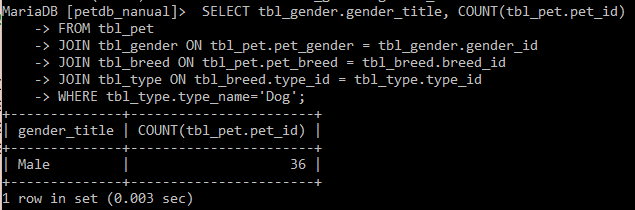 MariaDB [petdb_nanual]>  SELECT tbl_gender.gender_title, COUNT(tbl_pet.pet_id)
    -> FROM tbl_pet
    -> JOIN tbl_gender ON tbl_pet.pet_gender = tbl_gender.gender_id
    -> JOIN tbl_breed ON tbl_pet.pet_breed = tbl_breed.breed_id
    -> JOIN tbl_type ON tbl_breed.type_id = tbl_type.type_id
    -> WHERE tbl_type.type_name='Dog';
+--------------+-----------------------+
| gender_title | COUNT(tbl_pet.pet_id) |
+--------------+-----------------------+
| Male         |                    36 |
+--------------+-----------------------+
1 row in set (0.003 sec)